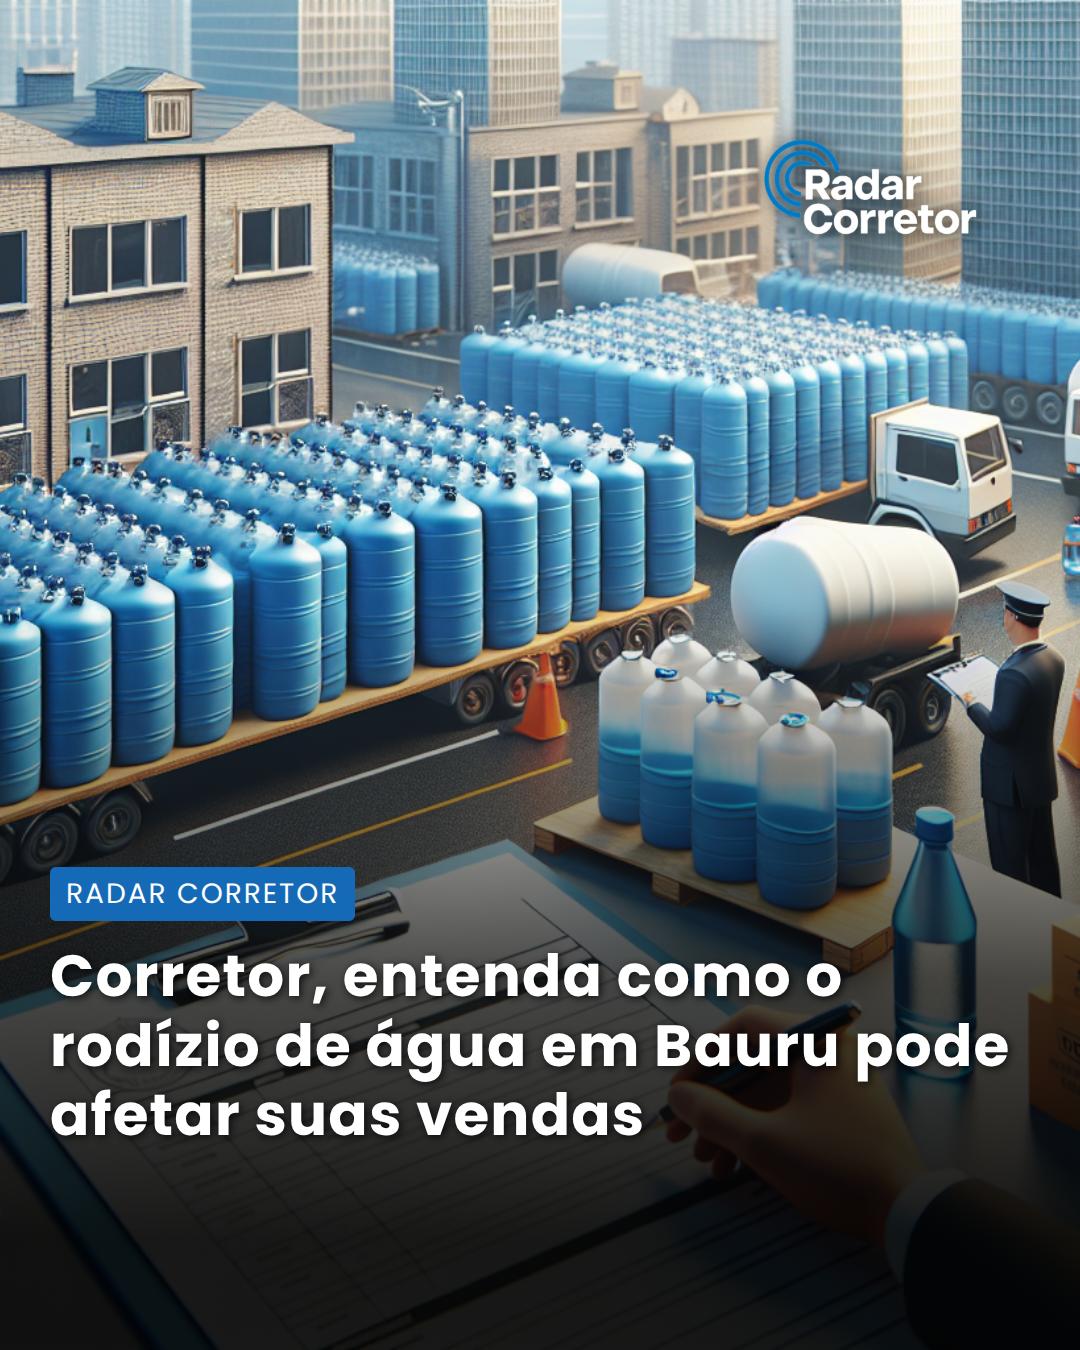 Radar
Corretor
RADAR CORRETOR
Corretor, entenda como o
rodízio de água em Bauru pode
afetar suas vendas